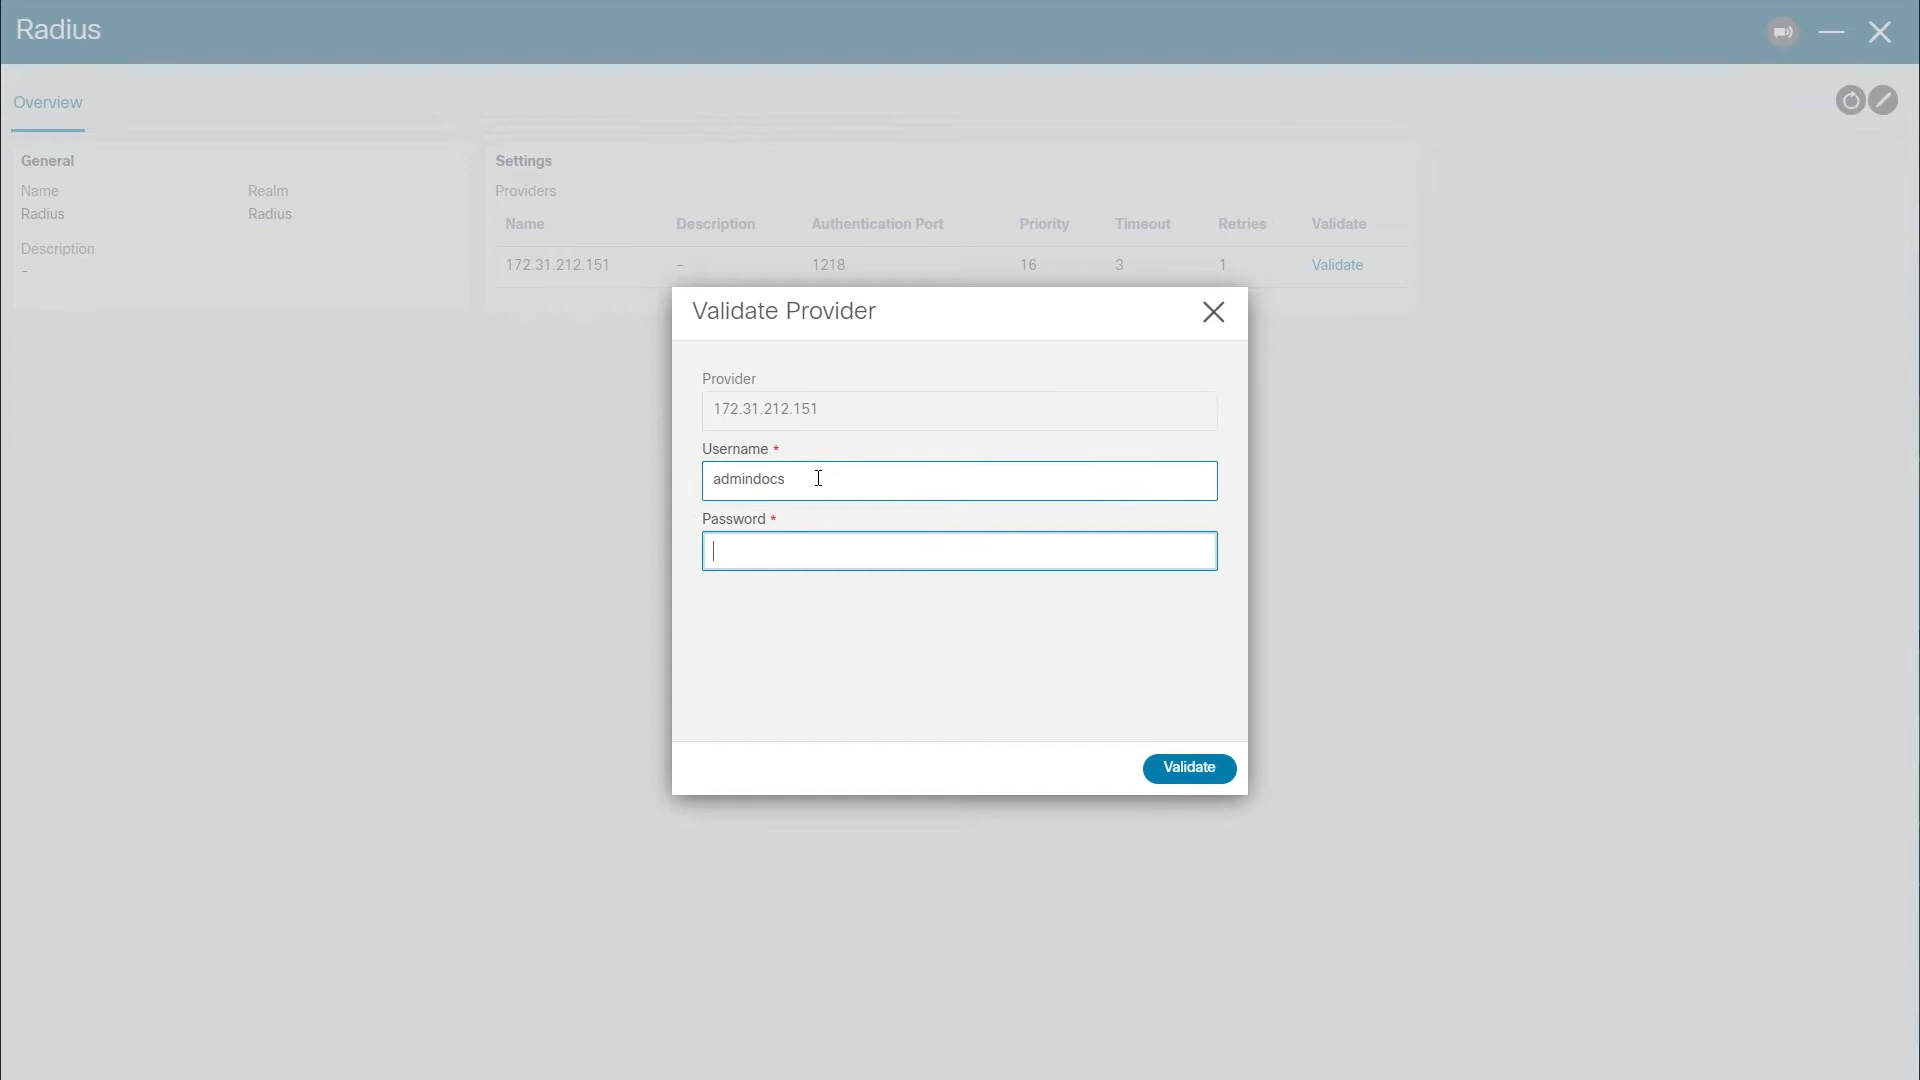 Radius
Overview
General
Name Realm
Radius Radius
Description
-
Settings
Providers
Name Description Authentication Port Priority Timeout Retries Validate
172.31.212.151 - 1218 16 3 1 Validate
Validate Provider
Provider
172.31.212.151
Username *
admindocs
Password *
Validate